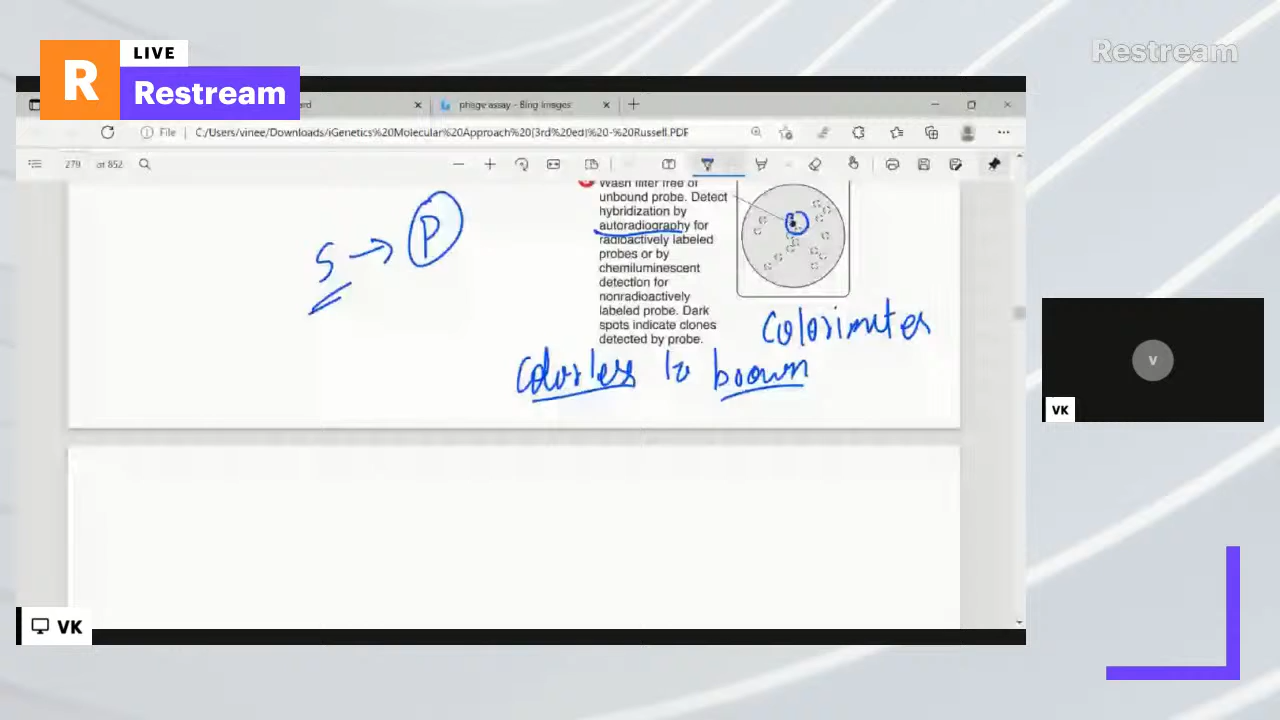 LIVE
R
Restream
Restream
rd
phage assay - Bing Images
File
C:/Users/vinee/Downloads/iGenetics%20Molecular%20Approach%20(3rd%20ed)%20-%20Russell.PDF
279 of 852
Wash filter free of
unbound probe. Detect
hybridization by
autoradiography for
radioactively labeled
probes or by
chemiluminescent
detection for
nonradioactively
labeled probe. Dark
spots indicate clones
detected by probe.
S → P
Colorimeter
Colorless to brown
V
VK
VK